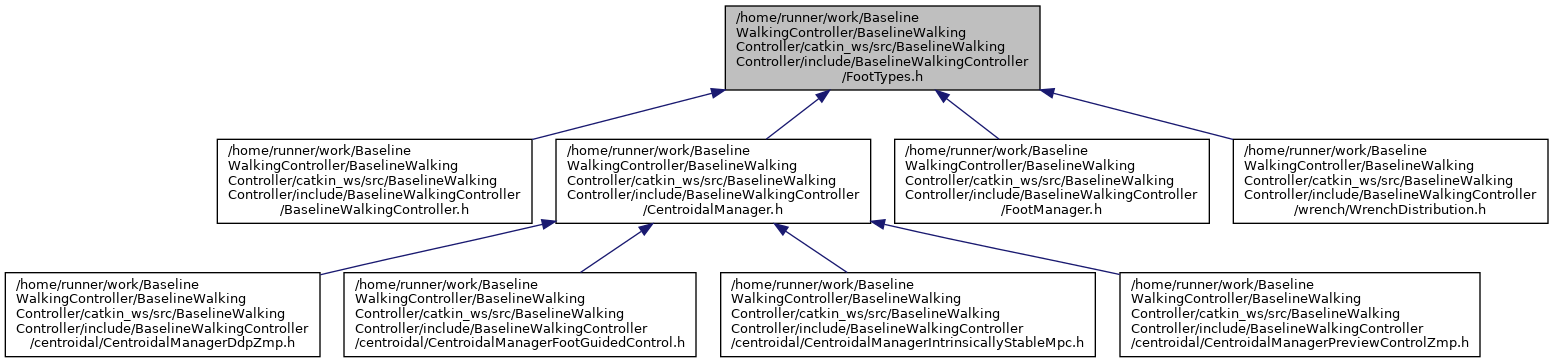 /home/runner/work/Baseline
WalkingController/BaselineWalking
Controller/catkin_ws/src/BaselineWalking
Controller/include/BaselineWalkingController
/FootTypes.h
/home/runner/work/Baseline
WalkingController/BaselineWalking
Controller/catkin_ws/src/BaselineWalking
Controller/include/BaselineWalkingController
/BaselineWalkingController.h
/home/runner/work/Baseline
WalkingController/BaselineWalking
Controller/catkin_ws/src/BaselineWalking
Controller/include/BaselineWalkingController
/CentroidalManager.h
/home/runner/work/Baseline
WalkingController/BaselineWalking
Controller/catkin_ws/src/BaselineWalking
Controller/include/BaselineWalkingController
/FootManager.h
/home/runner/work/Baseline
WalkingController/BaselineWalking
Controller/catkin_ws/src/BaselineWalking
Controller/include/BaselineWalkingController
/wrench/WrenchDistribution.h
/home/runner/work/Baseline
WalkingController/BaselineWalking
Controller/catkin_ws/src/BaselineWalking
Controller/include/BaselineWalkingController
/centroidal/CentroidalManagerDdpZmp.h
/home/runner/work/Baseline
WalkingController/BaselineWalking
Controller/catkin_ws/src/BaselineWalking
Controller/include/BaselineWalkingController
/centroidal/CentroidalManagerFootGuidedControl.h
/home/runner/work/Baseline
WalkingController/BaselineWalking
Controller/catkin_ws/src/BaselineWalking
Controller/include/BaselineWalkingController
/centroidal/CentroidalManagerIntrinsicallyStableMpc.h
/home/runner/work/Baseline
WalkingController/BaselineWalking
Controller/catkin_ws/src/BaselineWalking
Controller/include/BaselineWalkingController
/centroidal/CentroidalManagerPreviewControlZmp.h